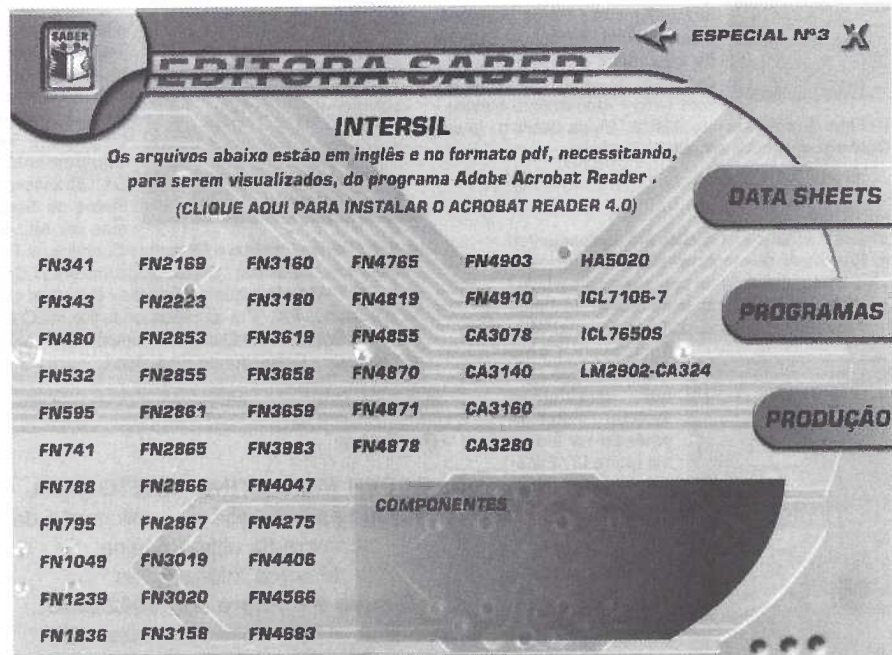 SABER
EDITORA SABER
ESPECIAL Nº3
INTERSIL
Os arquivos abaixo estão em inglês e no formato pdf, necessitando,
para serem visualizados, do programa Adobe Acrobat Reader .
(CLIQUE AQUI PARA INSTALAR O ACROBAT READER 4.0)
DATA SHEETS
PROGRAMAS
PRODUÇÃO
FN341 FN2169 FN3160 FN4765 FN4903 HA5020
FN343 FN2223 FN3180 FN4819 FN4910 ICL7106-7
FN480 FN2853 FN3619 FN4855 CA3078 ICL7650S
FN532 FN2855 FN3658 FN4870 CA3140 LM2902-CA324
FN595 FN2861 FN3659 FN4871 CA3160
FN741 FN2865 FN3983 FN4878 CA3280
FN788 FN2866 FN4047
FN795 FN2867 FN4275
FN1049 FN3019 FN4406
FN1239 FN3020 FN4566
FN1836 FN3158 FN4683
COMPONENTES